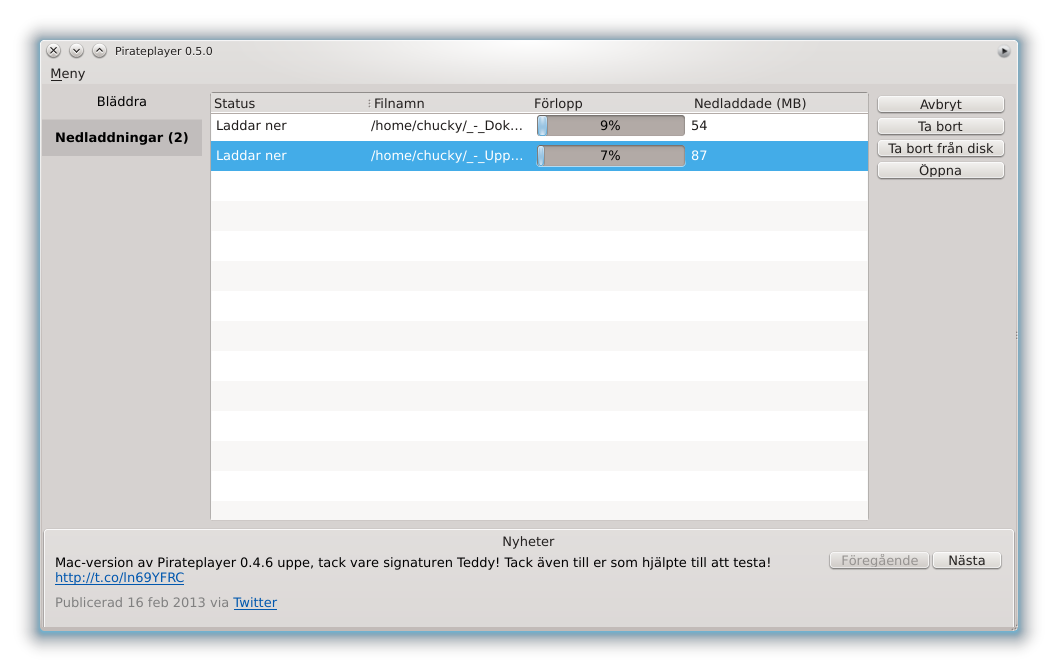 Pirateplayer 0.5.0
Meny
Bläddra
Nedladdningar (2)
Status Filnamn Förlopp Nedladdade (MB)
Laddar ner /home/chucky/_-_Dok... 9% 54
Laddar ner /home/chucky/_-_Upp... 7% 87
Avbryt
Ta bort
Ta bort från disk
Öppna
Nyheter
Mac-version av Pirateplayer 0.4.6 uppe, tack vare signaturen Teddy! Tack även till er som hjälpte till att testa!
http://t.co/ln69YFRC
Publicerad 16 feb 2013 via Twitter
Föregående Nästa